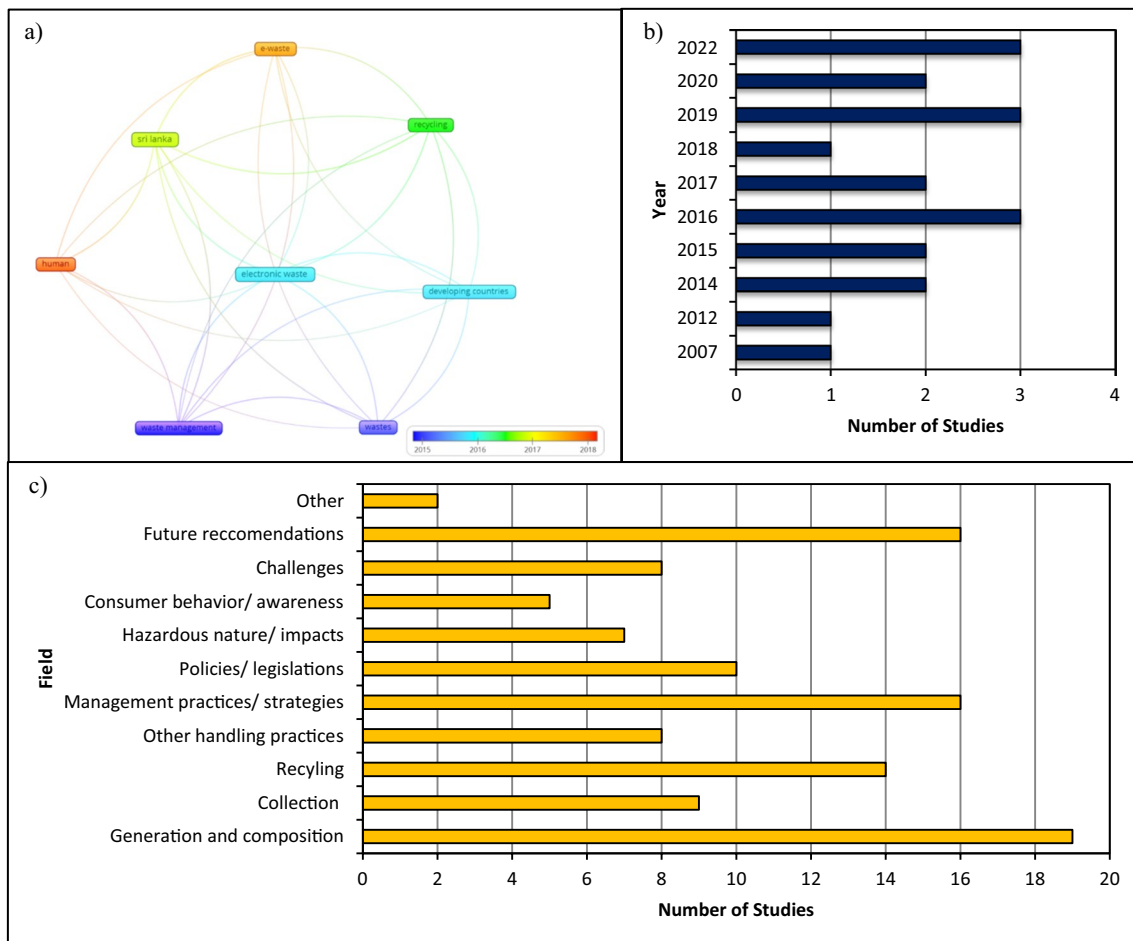 a)
e-waste
recycling
sri lanka
human
electronic waste
developing countries
waste management
wastes
2015 2016 2017 2018
b)
Year
2022
2020
2019
2018
2017
2016
2015
2014
2012
2007
0 1 2 3 4
Number of Studies
c)
Field
Other
Future reccomendations
Challenges
Consumer behavior/ awareness
Hazardous nature/ impacts
Policies/ legislations
Management practices/ strategies
Other handling practices
Recyling
Collection
Generation and composition
0 2 4 6 8 10 12 14 16 18 20
Number of Studies